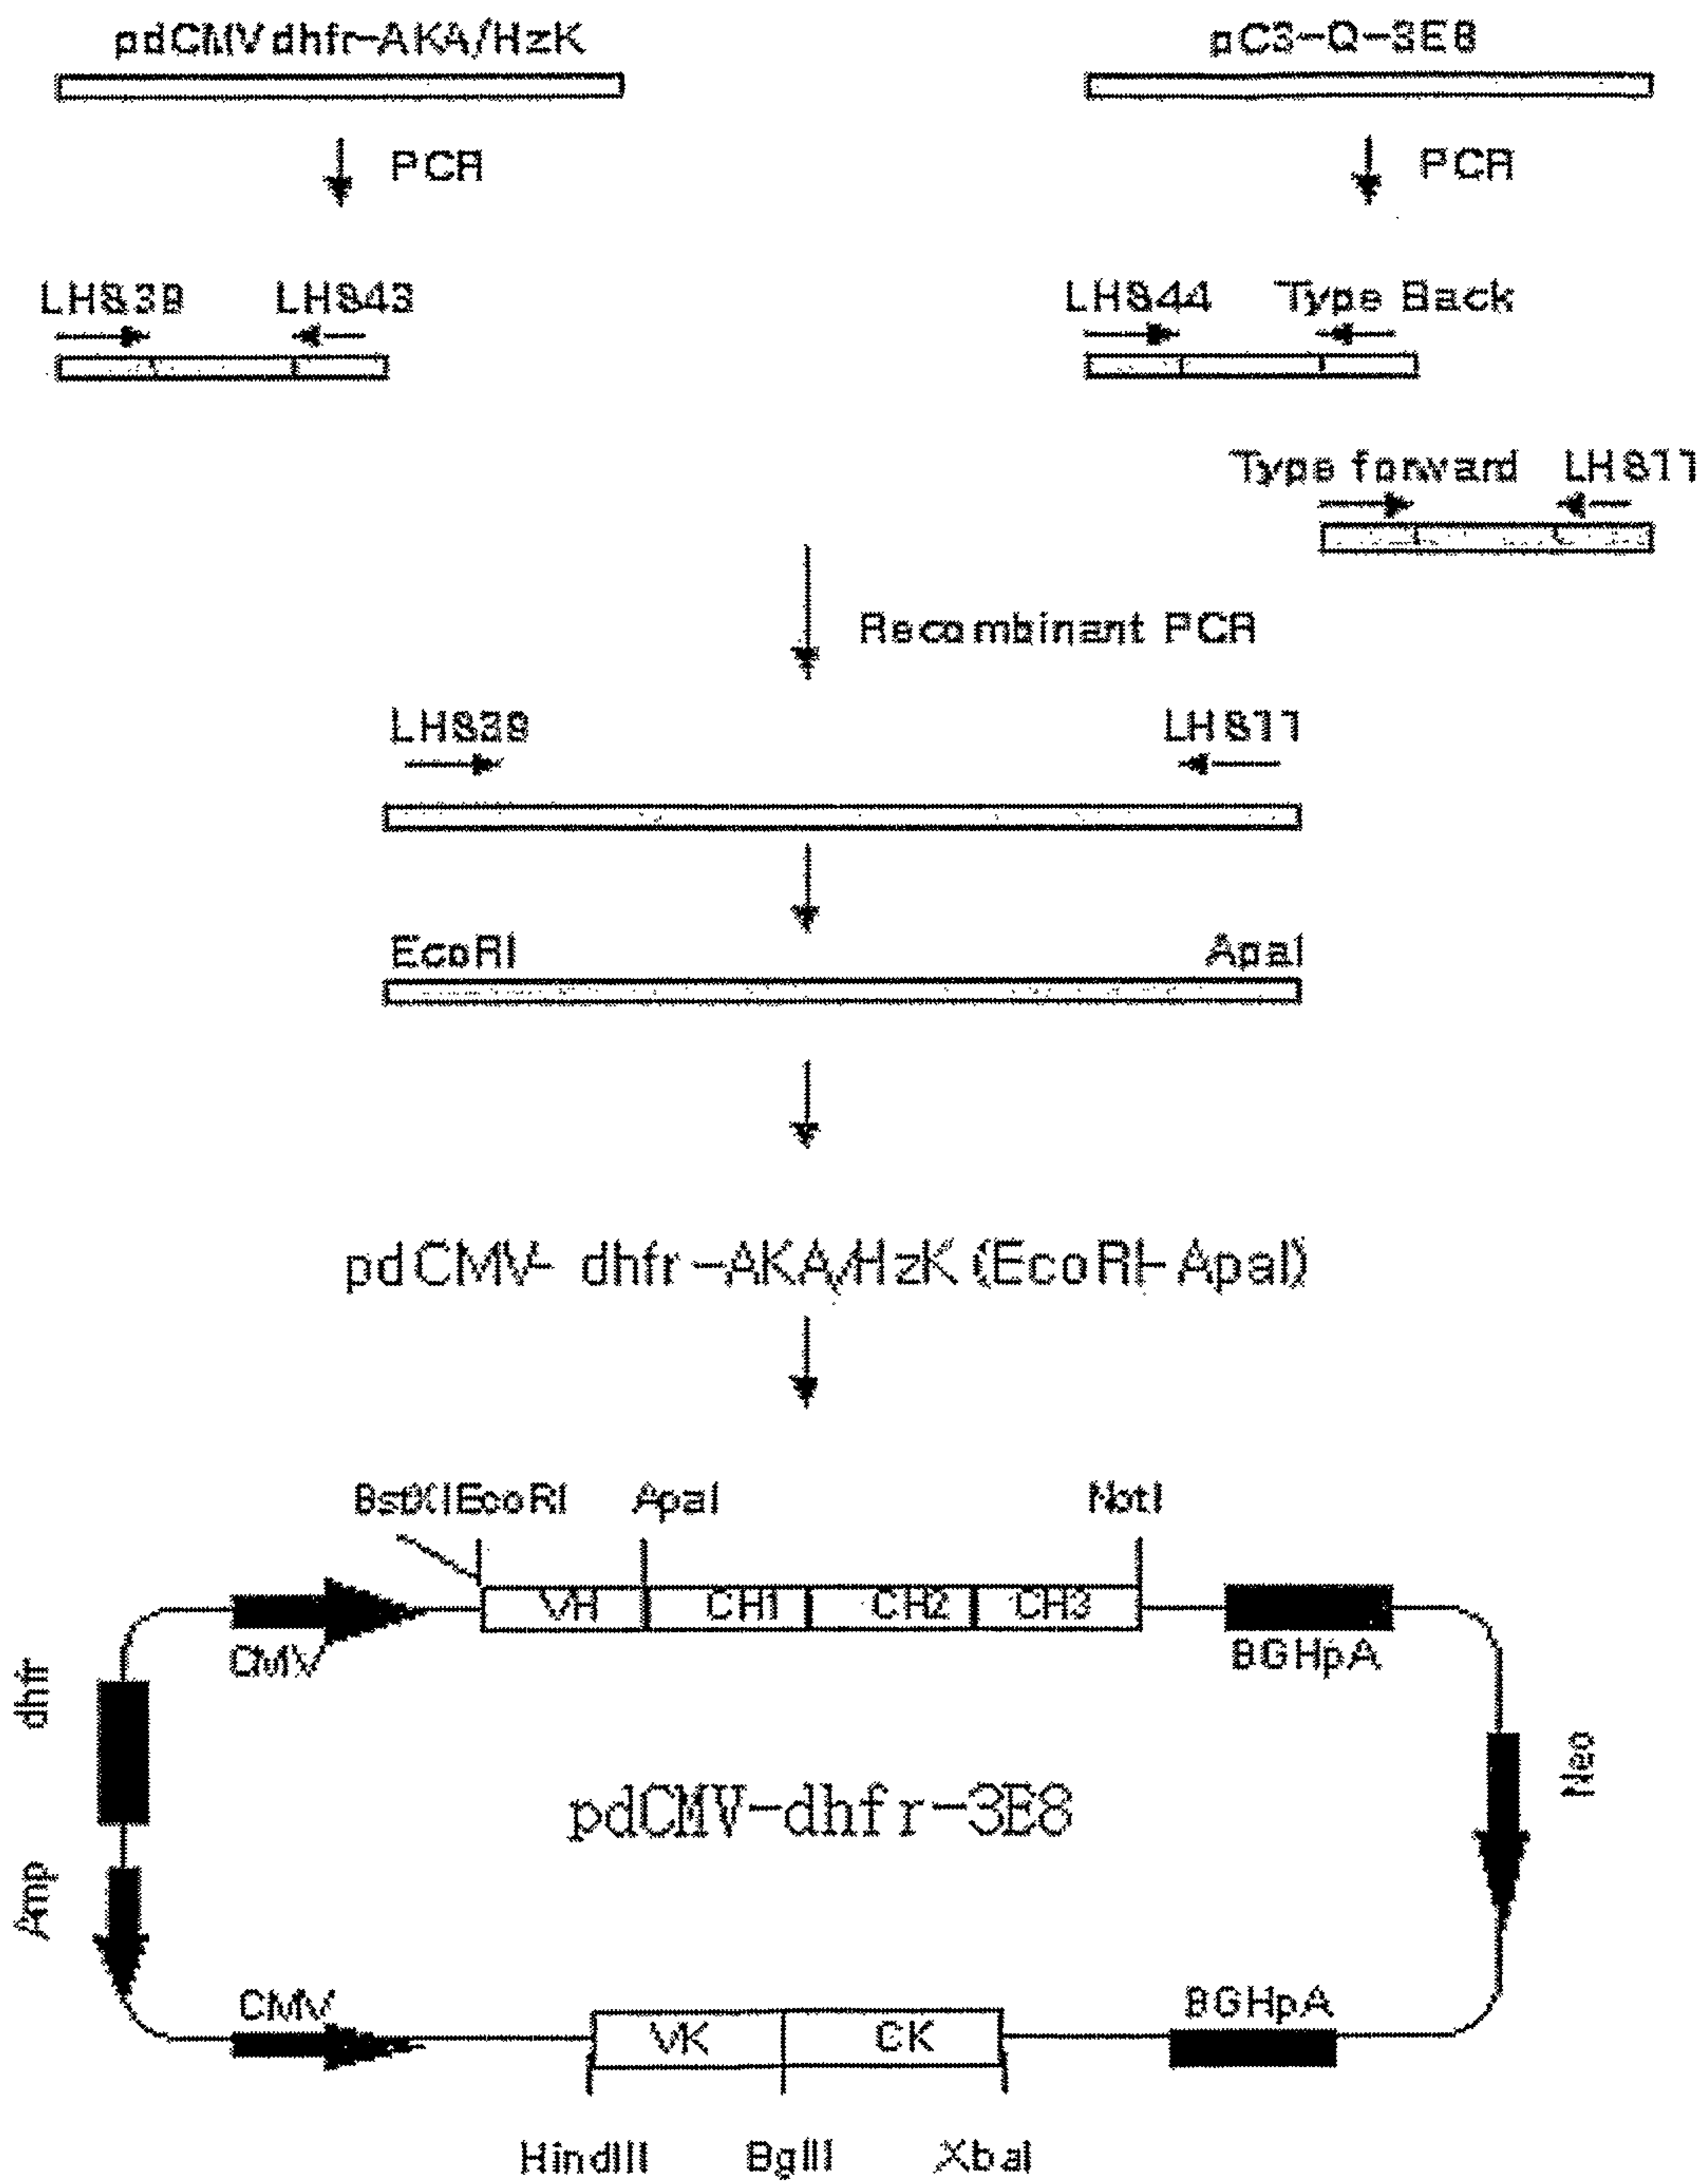 pdCMVdhfr-AKA/HzK
pC3-Q-3E8
PCR
PCR
LH839
LH843
LH844
Type Back
Type forward
LH811
Recombinant PCR
LH839
LH811
EcoRI
ApaI
pdCMV- dhfr-AKA/HzK (EcoRI-ApaI)
BstXI EcoRI
ApaI
NotI
VH
CH1
CH2
CH3
CMV
BGHpA
dhfr
Neo
pdCMV-dhfr-3E8
Amp
CMV
BGHpA
VK
CK
HindIII
BglII
XbaI